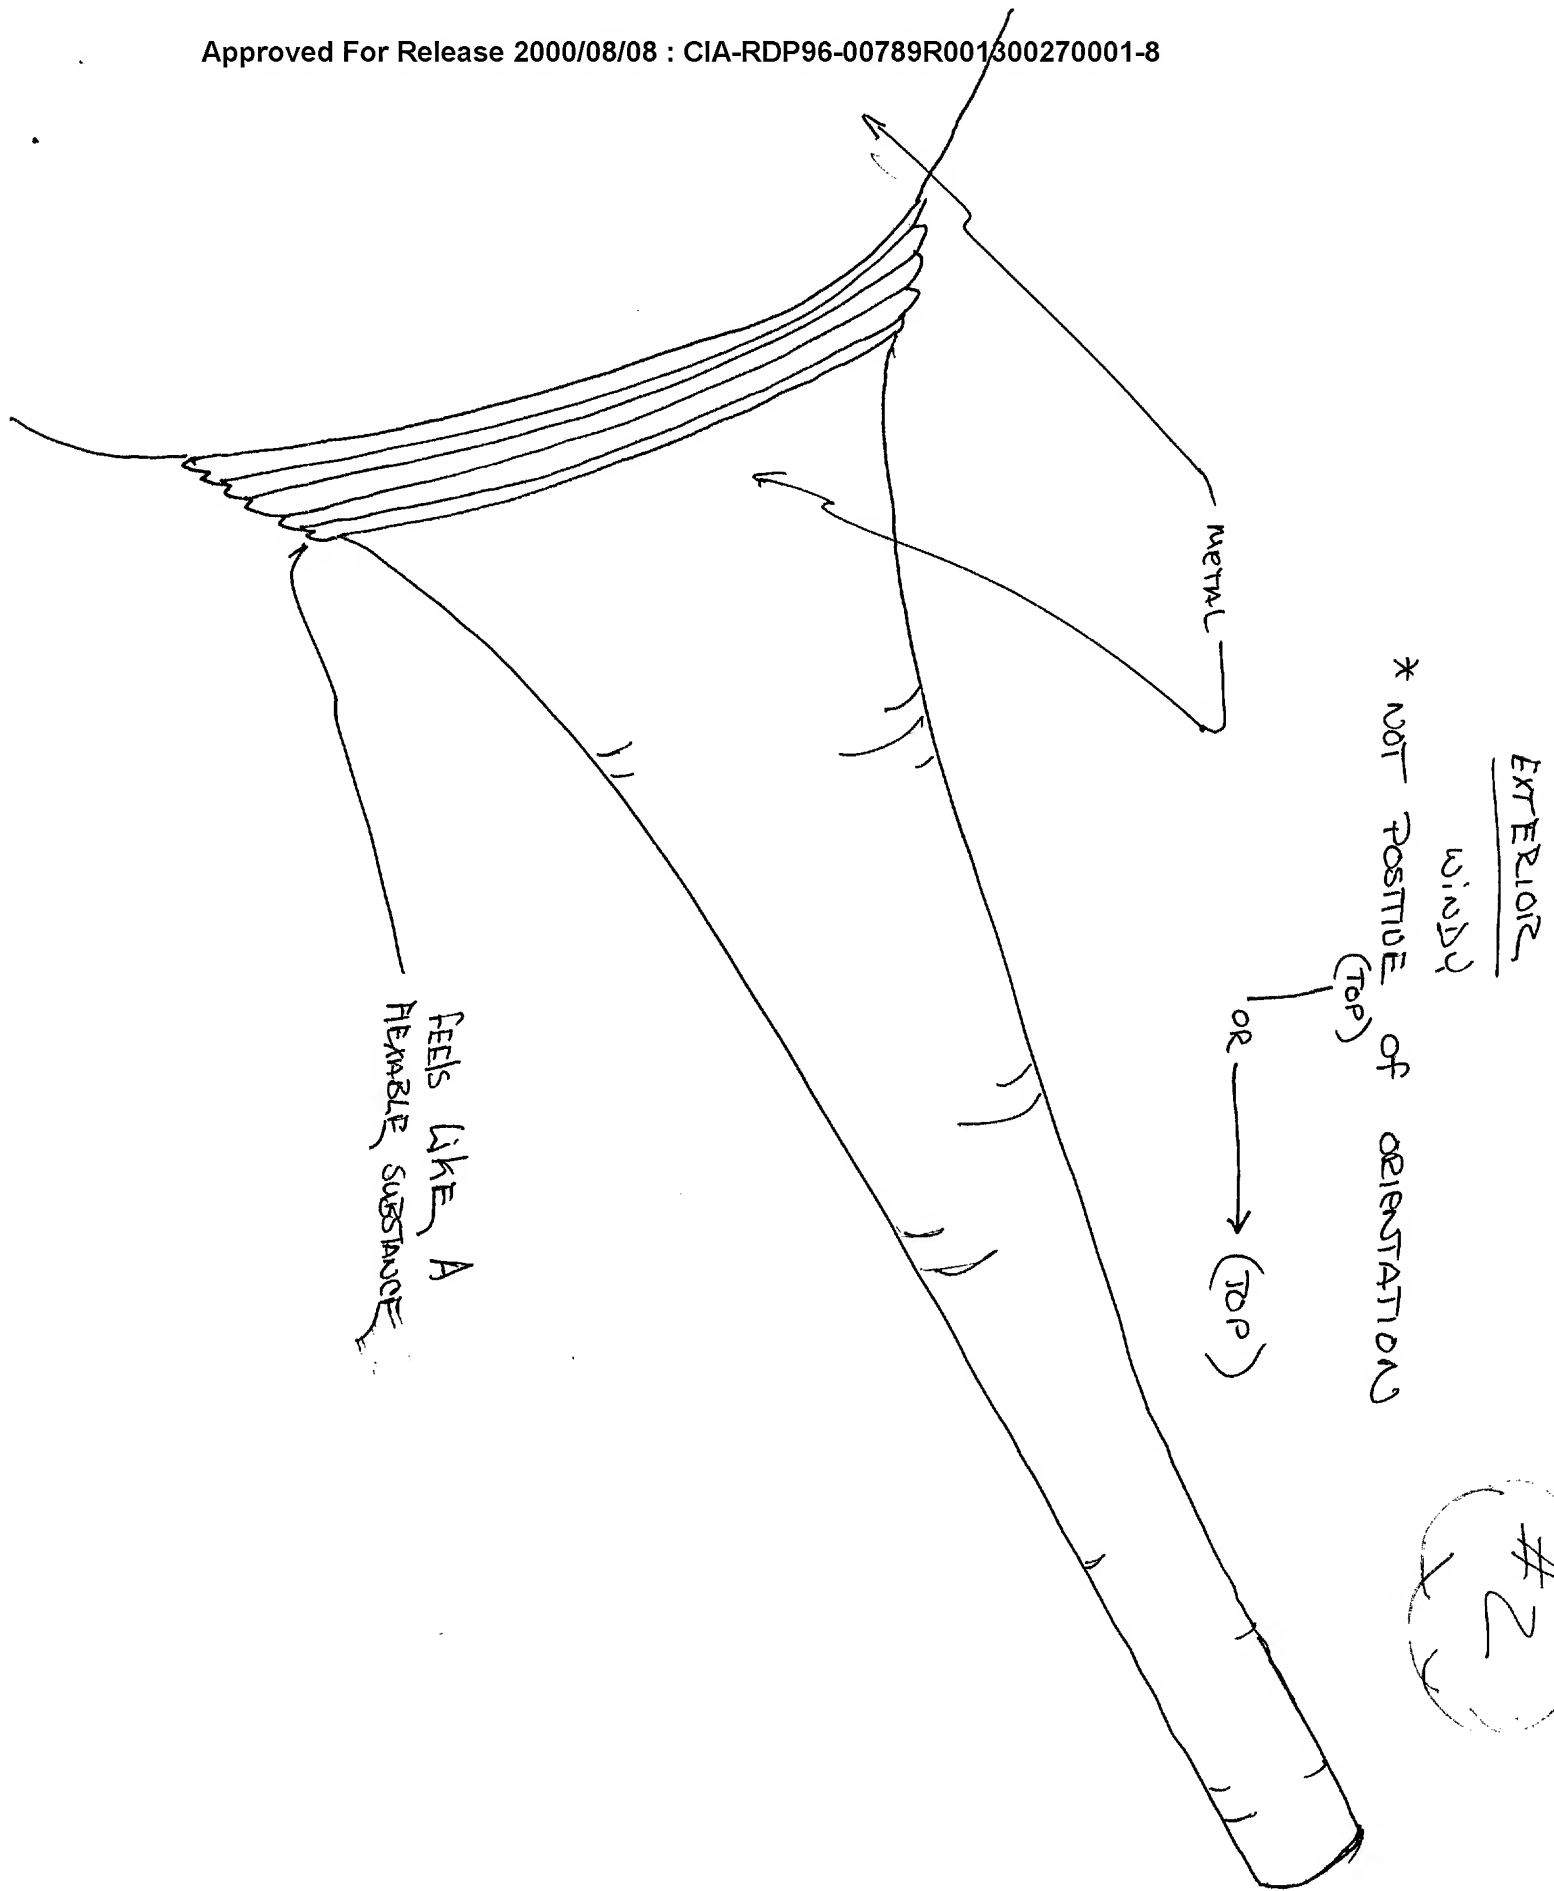 Approved For Release 2000/08/08 : CIA-RDP96-00789R001300270001-8
#2
EXTERIOR
WINDY
* NOT POSITIVE OF ORIENTATION
(TOP)
OR → (TOP)
METAL
FEELS LIKE A
FLEXABLE SUBSTANCE